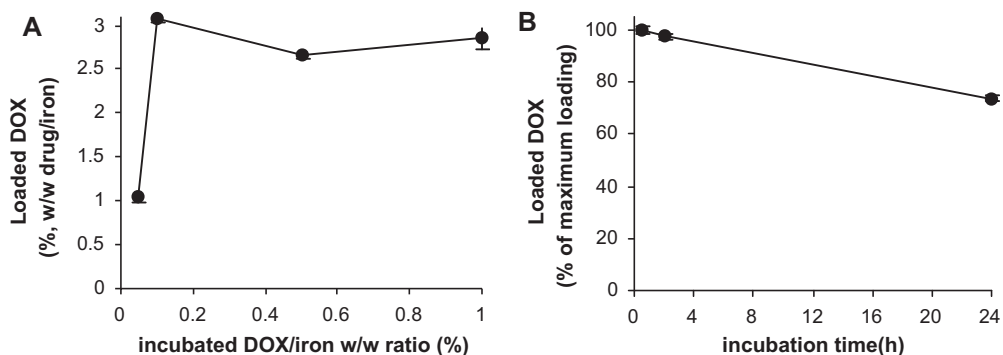 A
Loaded DOX
(%, w/w drug/iron)
3
2.5
2
1.5
1
0.5
0
0 0.2 0.4 0.6 0.8 1
incubated DOX/iron w/w ratio (%)
B
Loaded DOX
(% of maximum loading)
100
80
60
40
20
0
0 4 8 12 16 20 24
incubation time(h)